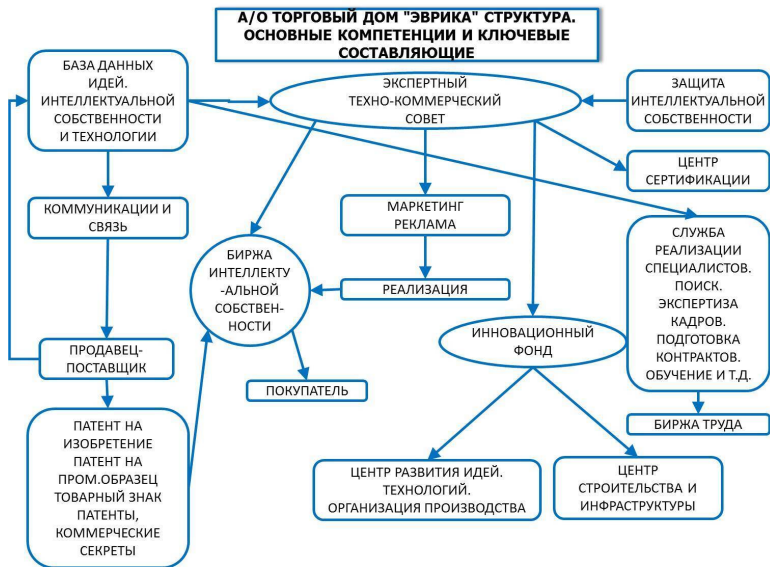 А/О ТОРГОВЫЙ ДОМ "ЭВРИКА" СТРУКТУРА.
ОСНОВНЫЕ КОМПЕТЕНЦИИ И КЛЮЧЕВЫЕ
СОСТАВЛЯЮЩИЕ
БАЗА ДАННЫХ
ИДЕЙ.
ИНТЕЛЛЕКТУАЛЬНОЙ
СОБСТВЕННОСТИ
И ТЕХНОЛОГИИ
ЭКСПЕРТНЫЙ
ТЕХНО-КОММЕРЧЕСКИЙ
СОВЕТ
ЗАЩИТА
ИНТЕЛЛЕКТУАЛЬНОЙ
СОБСТВЕННОСТИ
ЦЕНТР
СЕРТИФИКАЦИИ
КОММУНИКАЦИИ И
СВЯЗЬ
МАРКЕТИНГ
РЕКЛАМА
СЛУЖБА
РЕАЛИЗАЦИИ
СПЕЦИАЛИСТОВ.
ПОИСК.
ЭКСПЕРТИЗА
КАДРОВ.
ПОДГОТОВКА
КОНТРАКТОВ.
ОБУЧЕНИЕ И Т.Д.
БИРЖА
ИНТЕЛЛЕКТУ
-АЛЬНОЙ
СОБСТВЕН-
НОСТИ
РЕАЛИЗАЦИЯ
ИННОВАЦИОННЫЙ
ФОНД
ПРОДАВЕЦ-
ПОСТАВЩИК
ПОКУПАТЕЛЬ
БИРЖА ТРУДА
ПАТЕНТ НА
ИЗОБРЕТЕНИЕ
ПАТЕНТ НА
ПРОМ.ОБРАЗЕЦ
ТОВАРНЫЙ ЗНАК
ПАТЕНТЫ,
КОММЕРЧЕСКИЕ
СЕКРЕТЫ
ЦЕНТР РАЗВИТИЯ ИДЕЙ.
ТЕХНОЛОГИЙ.
ОРГАНИЗАЦИЯ ПРОИЗВОДСТВА
ЦЕНТР
СТРОИТЕЛЬСТВА И
ИНФРАСТРУКТУРЫ